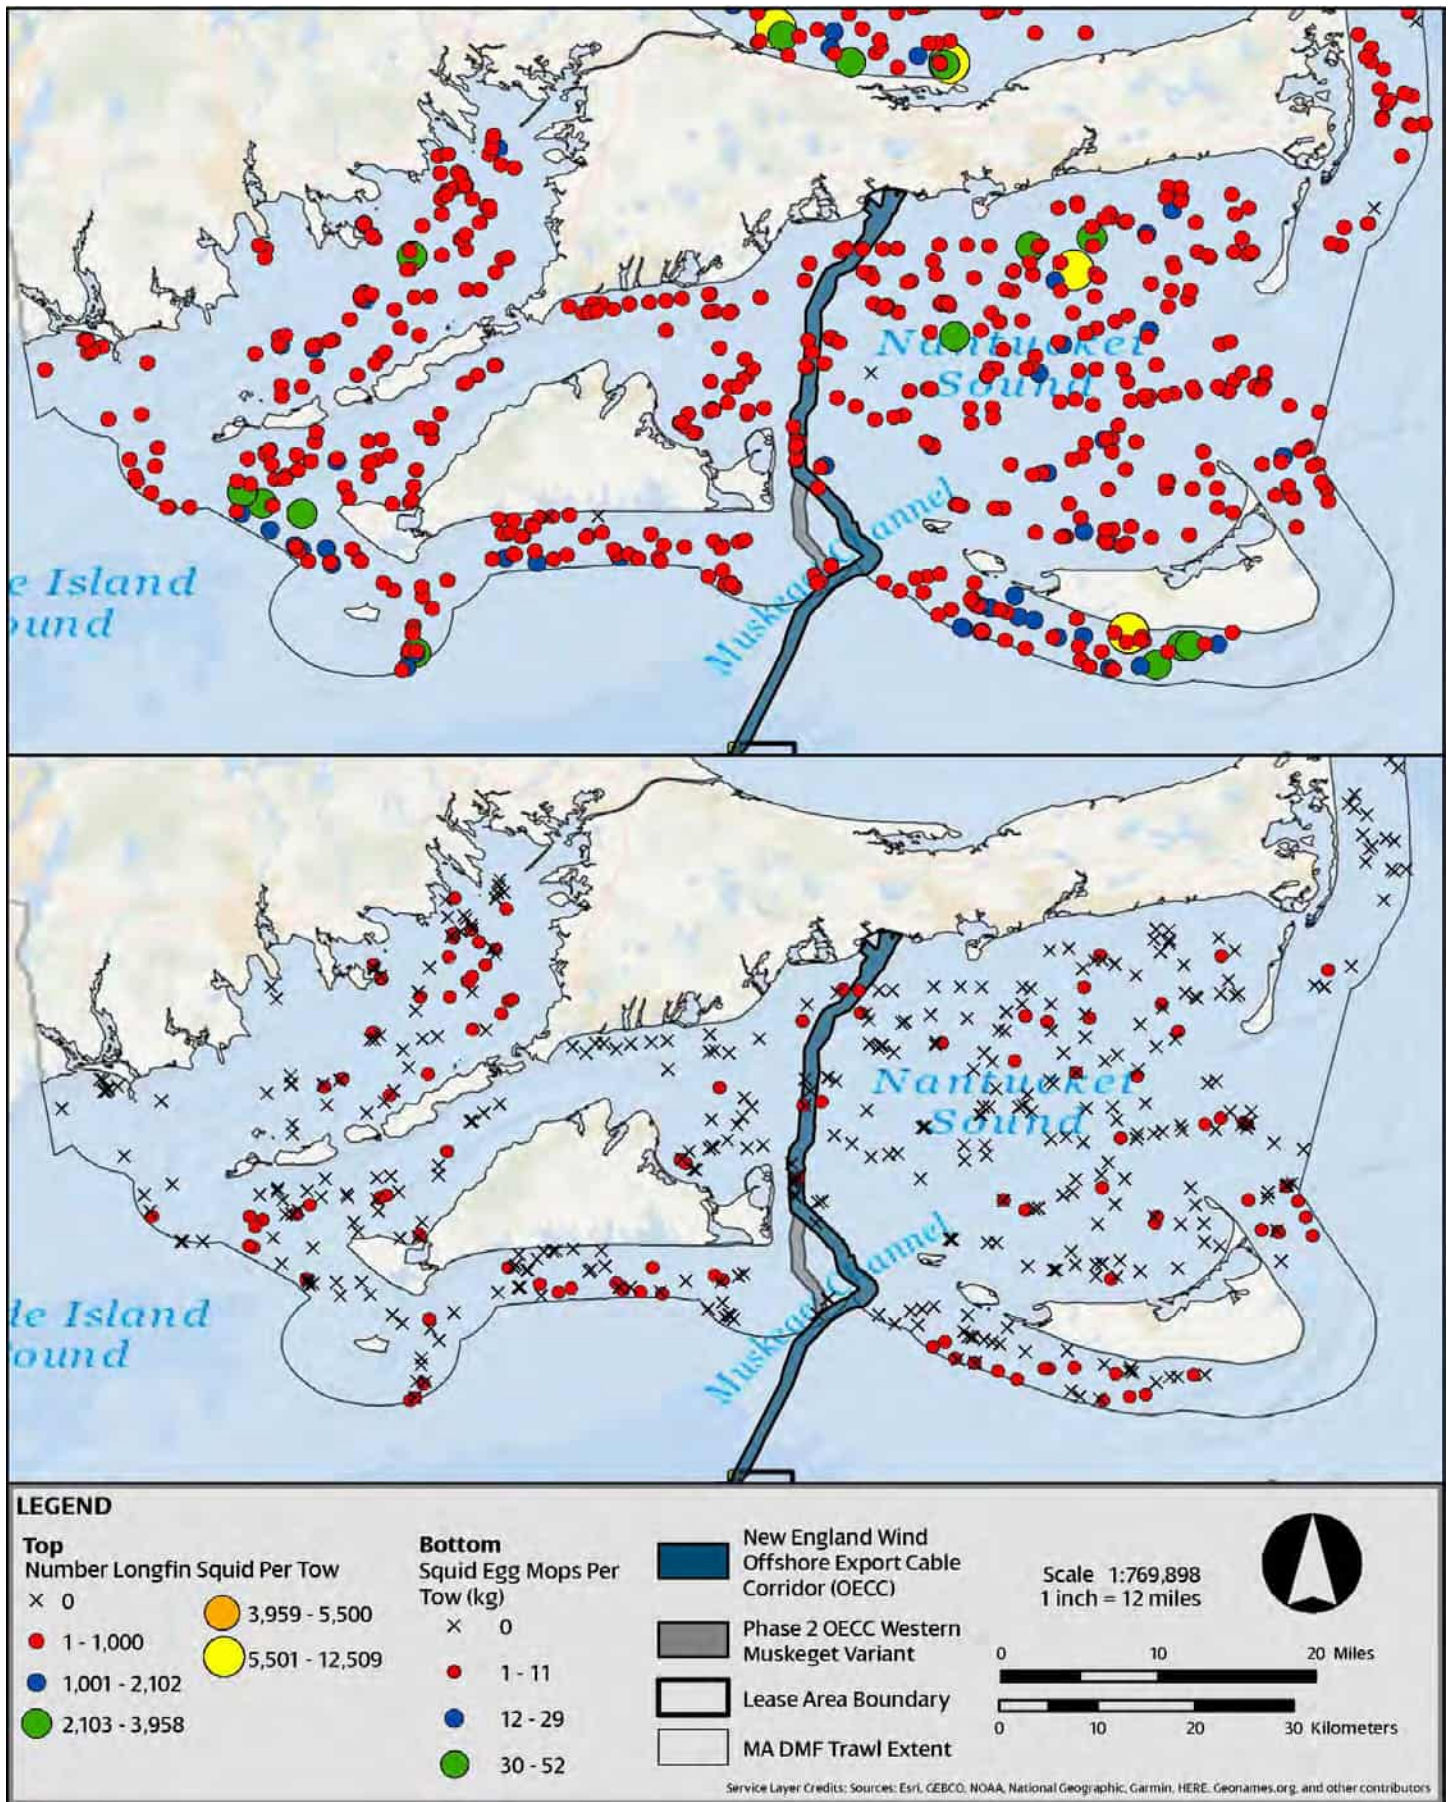 Nantucket
Sound
Muskeget Channel
e Island
ound
Nantucket
Sound
Muskeget Channel
de Island
ound
LEGEND
Top
Number Longfin Squid Per Tow
0
1 - 1,000
1,001 - 2,102
2,103 - 3,958
3,959 - 5,500
5,501 - 12,509
Bottom
Squid Egg Mops Per
Tow (kg)
0
1 - 11
12 - 29
30 - 52
New England Wind
Offshore Export Cable
Corridor (OECC)
Phase 2 OECC Western
Muskeget Variant
Lease Area Boundary
MA DMF Trawl Extent
Scale 1:769,898
1 inch = 12 miles
0 10 20 Miles
0 10 20 30 Kilometers
Service Layer Credits: Sources: Esri, GEBCO, NOAA, National Geographic, Garmin, HERE, Geonames.org, and other contributors